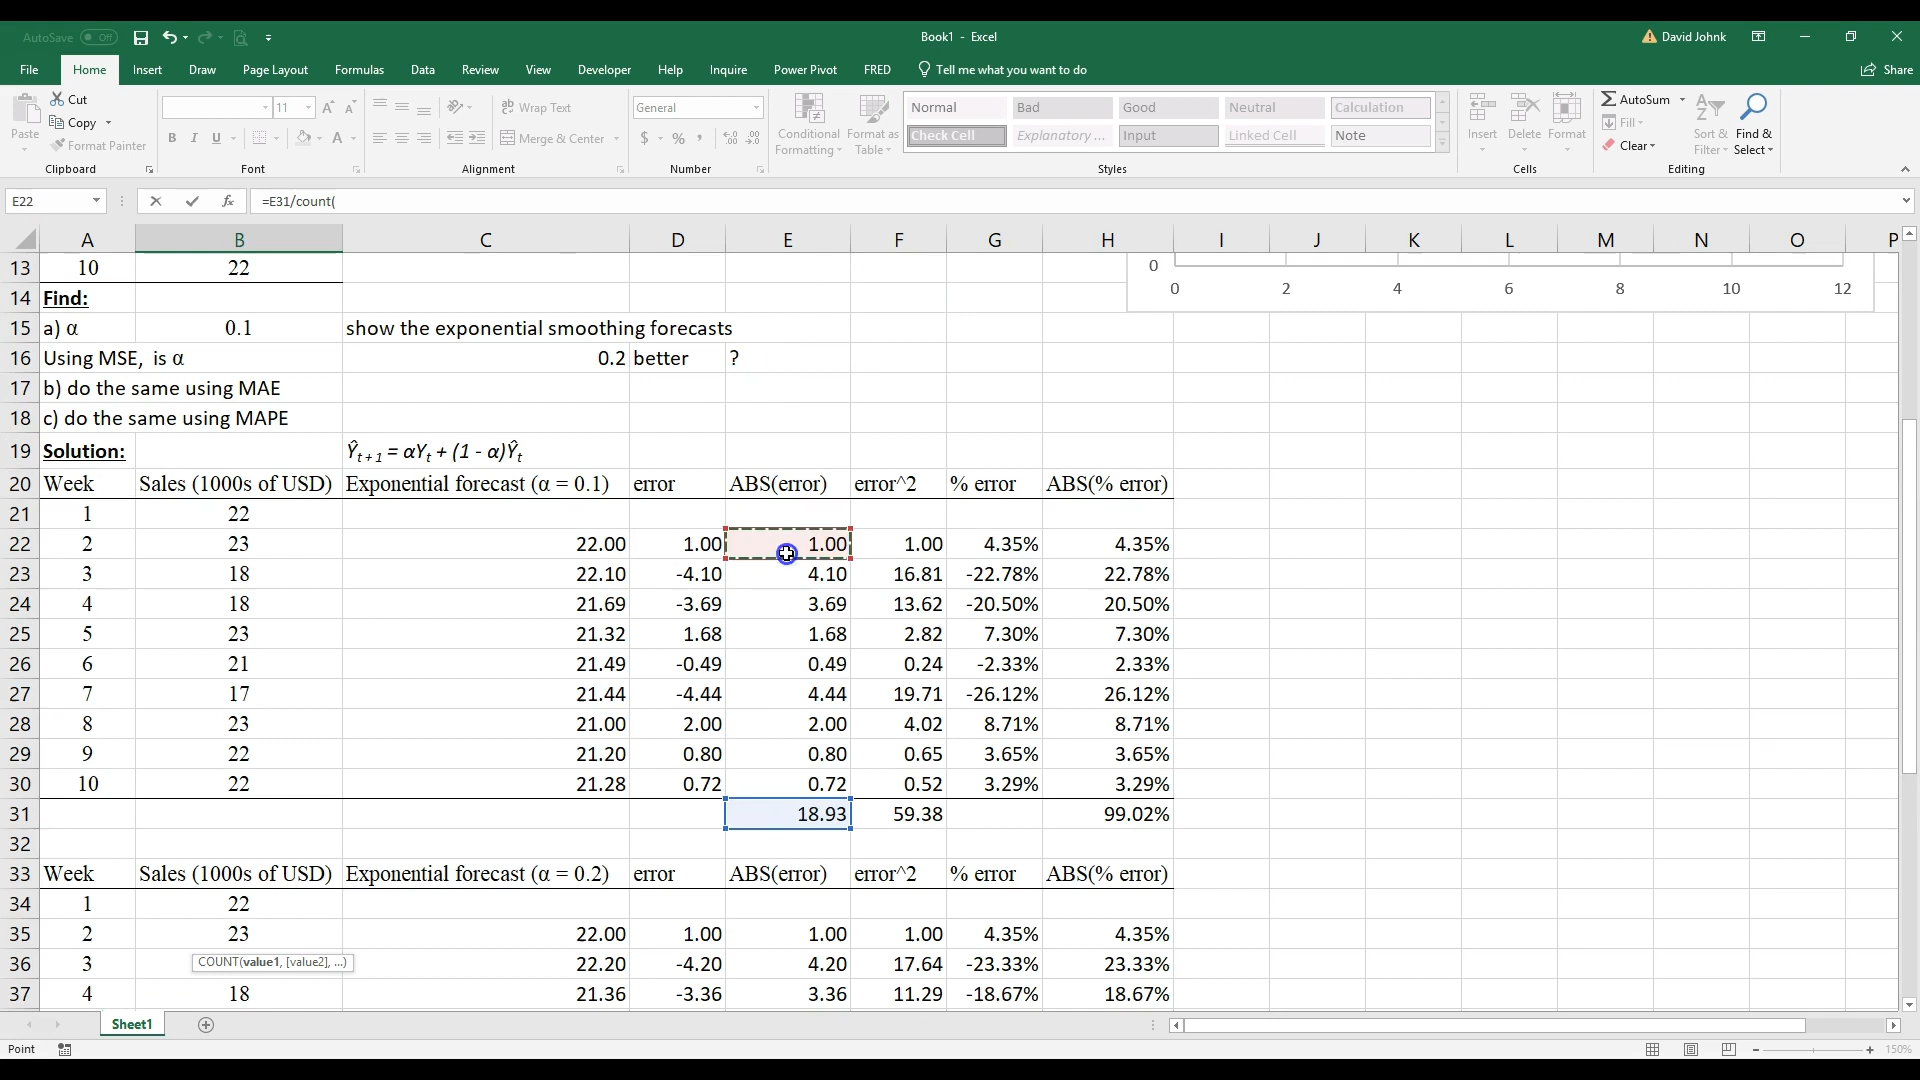 AutoSave Off Book1 - Excel David Johnk
File Home Insert Draw Page Layout Formulas Data Review View Developer Help Inquire Power Pivot FRED Tell me what you want to do Share
Paste Cut Copy Format Painter Clipboard
11 A A B I U A Font
Wrap Text Merge & Center Alignment
General $ % , Number
Conditional Formatting Format as Table
Normal Bad Good Neutral Calculation
Check Cell Explanatory ... Input Linked Cell Note
Styles
Insert Delete Format Cells
AutoSum Fill Clear Sort & Filter Find & Select Editing
E22 fx =E31/count(
A B C D E F G H I J K L M N O P
13 10 22 0
14 Find: 0 2 4 6 8 10 12
15 a) α 0.1 show the exponential smoothing forecasts
16 Using MSE, is α 0.2 better ?
17 b) do the same using MAE
18 c) do the same using MAPE
19 Solution: Ŷt + 1 = αYt + (1 - α)Ŷt
20 Week Sales (1000s of USD) Exponential forecast (α = 0.1) error ABS(error) error^2 % error ABS(% error)
21 1 22
22 2 23 22.00 1.00 1.00 1.00 4.35% 4.35%
23 3 18 22.10 -4.10 4.10 16.81 -22.78% 22.78%
24 4 18 21.69 -3.69 3.69 13.62 -20.50% 20.50%
25 5 23 21.32 1.68 1.68 2.82 7.30% 7.30%
26 6 21 21.49 -0.49 0.49 0.24 -2.33% 2.33%
27 7 17 21.44 -4.44 4.44 19.71 -26.12% 26.12%
28 8 23 21.00 2.00 2.00 4.02 8.71% 8.71%
29 9 22 21.20 0.80 0.80 0.65 3.65% 3.65%
30 10 22 21.28 0.72 0.72 0.52 3.29% 3.29%
31 18.93 59.38 99.02%
32
33 Week Sales (1000s of USD) Exponential forecast (α = 0.2) error ABS(error) error^2 % error ABS(% error)
34 1 22
35 2 23 22.00 1.00 1.00 1.00 4.35% 4.35%
36 3 COUNT(value1, [value2], ...) 22.20 -4.20 4.20 17.64 -23.33% 23.33%
37 4 18 21.36 -3.36 3.36 11.29 -18.67% 18.67%
Sheet1
Point 150%